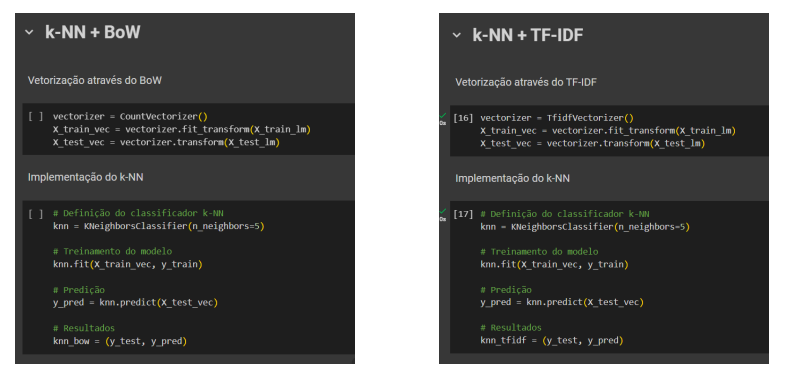 k-NN + BoW
Vetorização através do BoW
[ ] vectorizer = CountVectorizer()
X_train_vec = vectorizer.fit_transform(X_train_lm)
X_test_vec = vectorizer.transform(X_test_lm)
Implementação do k-NN
[ ] # Definição do classificador k-NN
knn = KNeighborsClassifier(n_neighbors=5)
# Treinamento do modelo
knn.fit(X_train_vec, y_train)
# Predição
y_pred = knn.predict(X_test_vec)
# Resultados
knn_bow = (y_test, y_pred)
k-NN + TF-IDF
Vetorização através do TF-IDF
[16] vectorizer = TfidfVectorizer()
0s X_train_vec = vectorizer.fit_transform(X_train_lm)
X_test_vec = vectorizer.transform(X_test_lm)
Implementação do k-NN
[17] # Definição do classificador k-NN
0s knn = KNeighborsClassifier(n_neighbors=5)
# Treinamento do modelo
knn.fit(X_train_vec, y_train)
# Predição
y_pred = knn.predict(X_test_vec)
# Resultados
knn_tfidf = (y_test, y_pred)